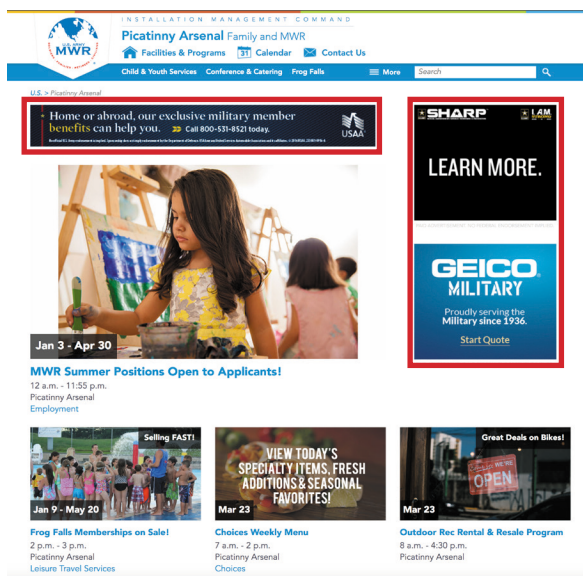 INSTALLATION MANAGEMENT COMMAND
Picatinny Arsenal Family and MWR
Facilities & Programs 31 Calendar Contact Us
U.S. ARMY
MWR
Child & Youth Services Conference & Catering Frog Falls More Search
U.S. > Picatinny Arsenal
Home or abroad, our exclusive military member
benefits can help you. Call 800-531-8521 today.
USAA
SHARP I. A.M.
LEARN MORE.
GEICO
MILITARY
Proudly serving the
Military since 1936.
Start Quote
Jan 3 - Apr 30
MWR Summer Positions Open to Applicants!
12 a.m. - 11:55 p.m.
Picatinny Arsenal
Employment
Selling FAST!
Jan 9 - May 20
Frog Falls Memberships on Sale!
2 p.m. - 3 p.m.
Picatinny Arsenal
Leisure Travel Services
VIEW TODAY'S
SPECIALTY ITEMS, FRESH
ADDITIONS & SEASONAL
FAVORITES!
Mar 23
Choices Weekly Menu
7 a.m. - 2 p.m.
Picatinny Arsenal
Choices
Great Deals on Bikes!
WE'RE
OPEN
Mar 23
Outdoor Rec Rental & Resale Program
8 a.m. - 4:30 p.m.
Picatinny Arsenal